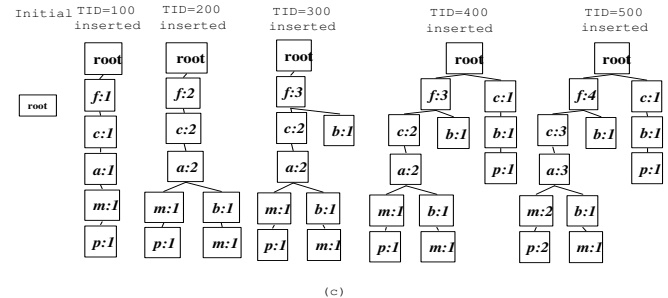 Initial TID=100 TID=200 TID=300 TID=400 TID=500
inserted inserted inserted inserted inserted
root root root root root
f:1 f:2 f:3 f:3 c:1 f:4 c:1
root
c:1 c:2 c:2 b:1 c:2 b:1 b:1 c:3 b:1 b:1
a:1 a:2 a:2 a:2 p:1 a:3 p:1
m:1 m:1 b:1 m:1 b:1 m:1 b:1 m:2 b:1
p:1 p:1 m:1 p:1 m:1 p:1 m:1 p:2 m:1
(c)